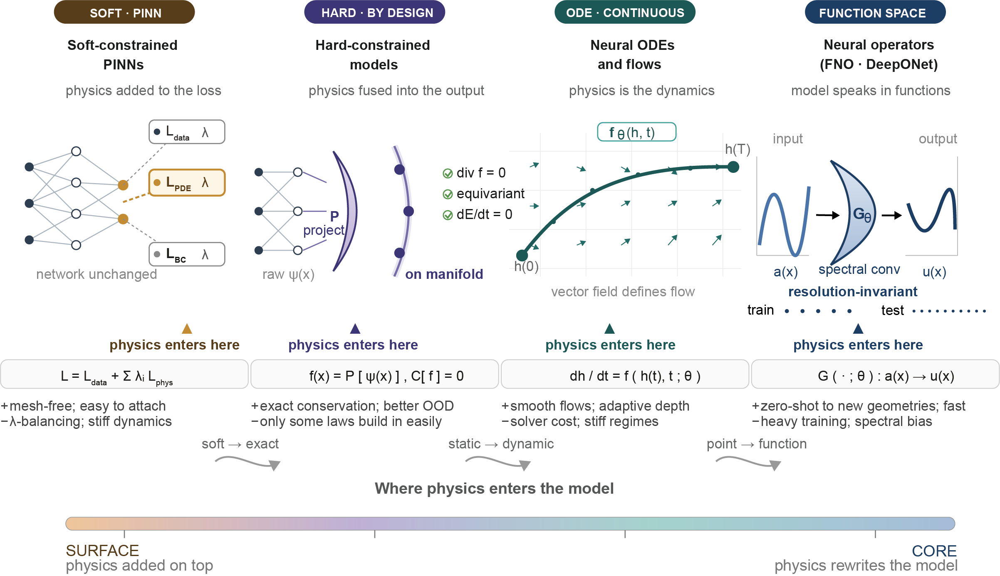 SOFT · PINN
Soft-constrained
PINNs
physics added to the loss
L data λ
L PDE λ
L BC λ
network unchanged
physics enters here
L = L data + Σ λi L phys
+ mesh-free; easy to attach
− λ-balancing; stiff dynamics
HARD · BY DESIGN
Hard-constrained
models
physics fused into the output
P
project
div f = 0
equivariant
dE/dt = 0
raw ψ(x)
on manifold
physics enters here
f(x) = P [ ψ(x) ] , C[ f ] = 0
+ exact conservation; better OOD
− only some laws build in easily
ODE · CONTINUOUS
Neural ODEs
and flows
physics is the dynamics
f θ (h, t)
h(T)
h(0)
vector field defines flow
physics enters here
dh / dt = f ( h(t), t ; θ )
+ smooth flows; adaptive depth
− solver cost; stiff regimes
FUNCTION SPACE
Neural operators
(FNO · DeepONet)
model speaks in functions
input
output
Gθ
a(x)
spectral conv
u(x)
resolution-invariant
train
test
physics enters here
G ( · ; θ ) : a(x) → u(x)
+ zero-shot to new geometries; fast
− heavy training; spectral bias
soft → exact
static → dynamic
point → function
Where physics enters the model
SURFACE
physics added on top
CORE
physics rewrites the model